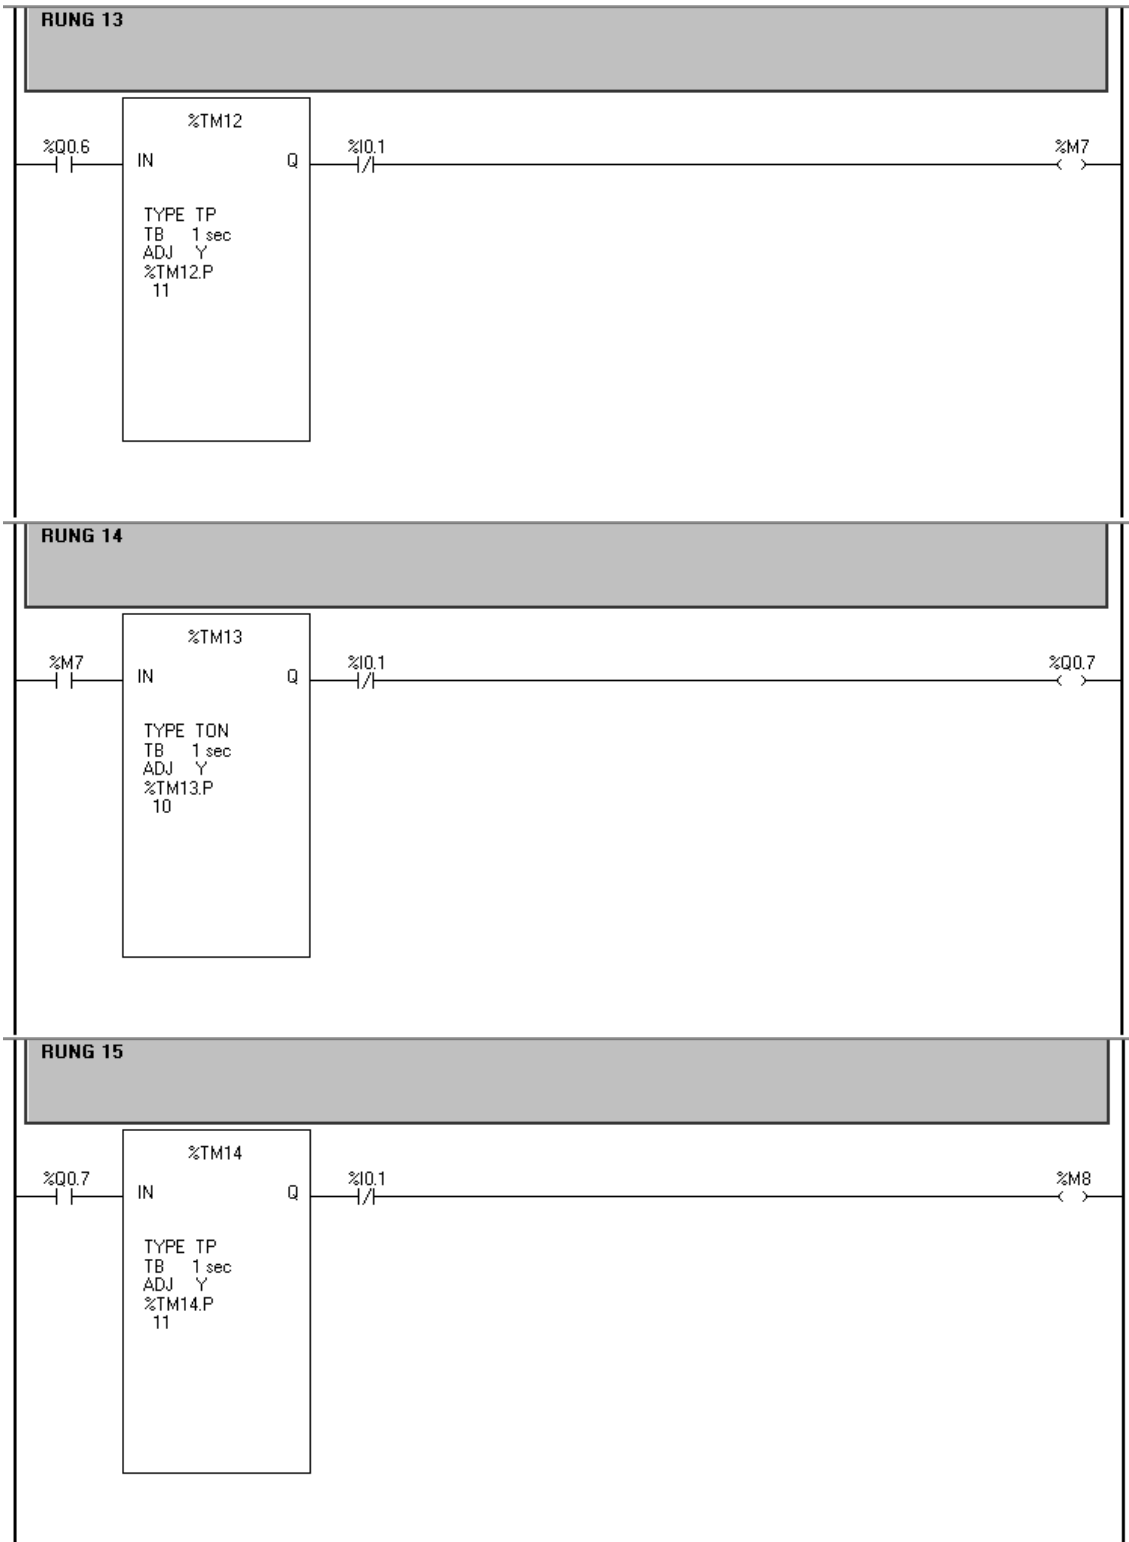 RUNG 13
%TM12
%Q0.6
%I0.1
%M7
IN
Q
TYPE TP
TB 1 sec
ADJ Y
%TM12.P
11
RUNG 14
%TM13
%M7
%I0.1
%Q0.7
IN
Q
TYPE TON
TB 1 sec
ADJ Y
%TM13.P
10
RUNG 15
%TM14
%Q0.7
%I0.1
%M8
IN
Q
TYPE TP
TB 1 sec
ADJ Y
%TM14.P
11